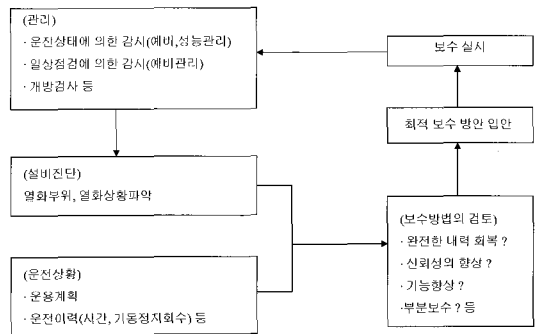 (관리)
· 운전상태에 의한 감시(예비,성능관리)
· 일상점검에 의한 감시(예비관리)
· 개방검사 등
보수 실시
최적 보수 방안 입안
(설비진단)
열화부위, 열화상황파악
(보수방법의 검토)
· 완전한 내력 회복 ?
· 신뢰성의 향상 ?
· 기능향상 ?
· 부분보수 ? 등
(운전상황)
· 운용계획
· 운전이력(시간, 기동정지회수) 등